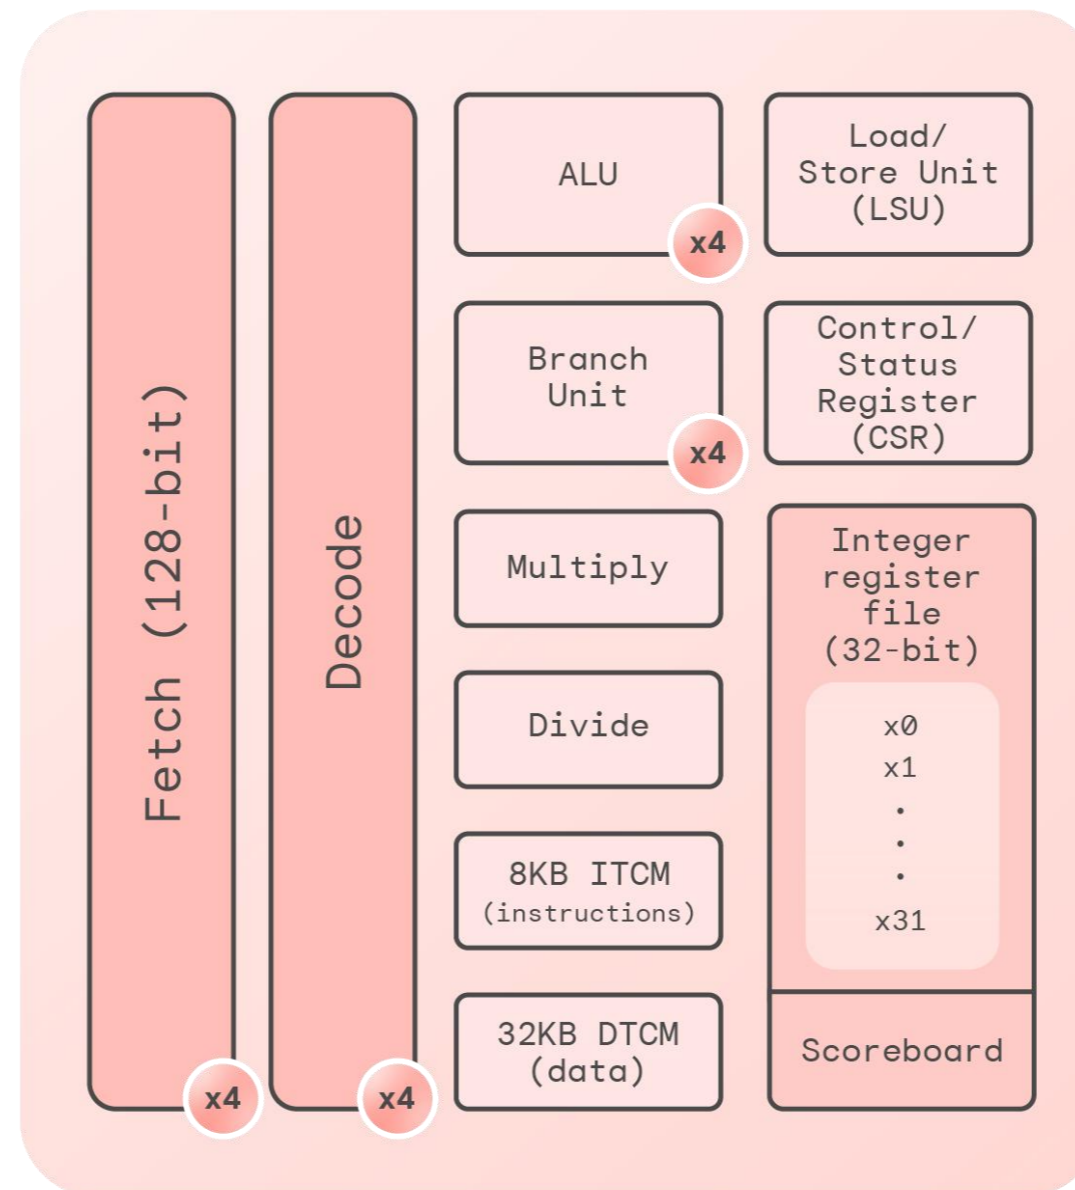 Fetch (128-bit)
x4
Decode
x4
ALU
x4
Branch
Unit
x4
Multiply
Divide
8KB ITCM
(instructions)
32KB DTCM
(data)
Load/
Store Unit
(LSU)
Control/
Status
Register
(CSR)
Integer
register
file
(32-bit)
x0
x1
.
.
.
x31
Scoreboard